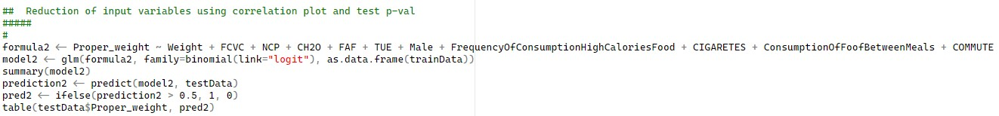 ##  Reduction of input variables using correlation plot and test p-val
#####
#
formula2 <- Proper_weight ~ Weight + FCVC + NCP + CH2O + FAF + TUE + Male + FrequencyOfConsumptionHighCaloriesFood + CIGARETES + ConsumptionOfFoofBetweenMeals + COMMUTE
model2 <- glm(formula2, family=binomial(link="logit"), as.data.frame(trainData))
summary(model2)
prediction2 <- predict(model2, testData)
pred2 <- ifelse(prediction2 > 0.5, 1, 0)
table(testData$Proper_weight, pred2)